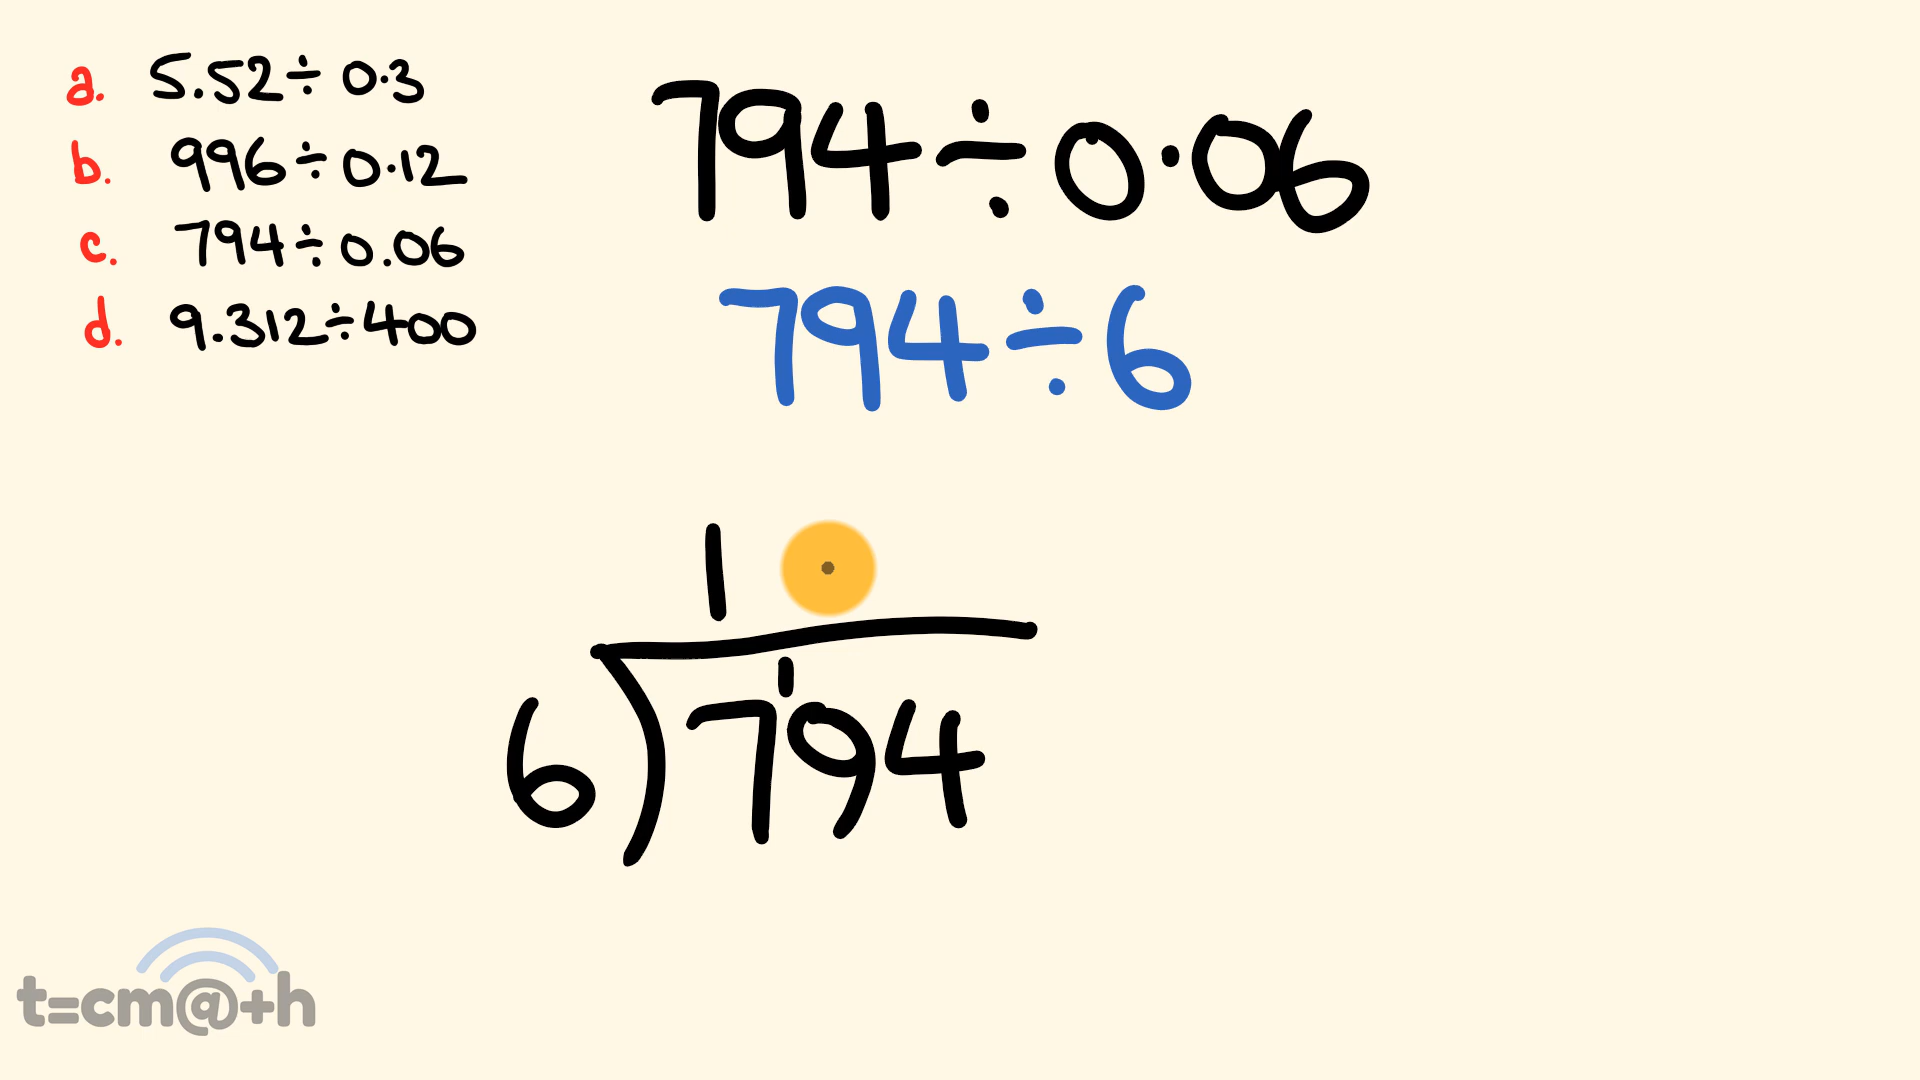 a. 5.52÷ 0.3
b. 996÷0.12
c. 794÷0.06
d. 9.312÷400
794÷0.06
794÷6
1
1
6)794
t=cm@+h